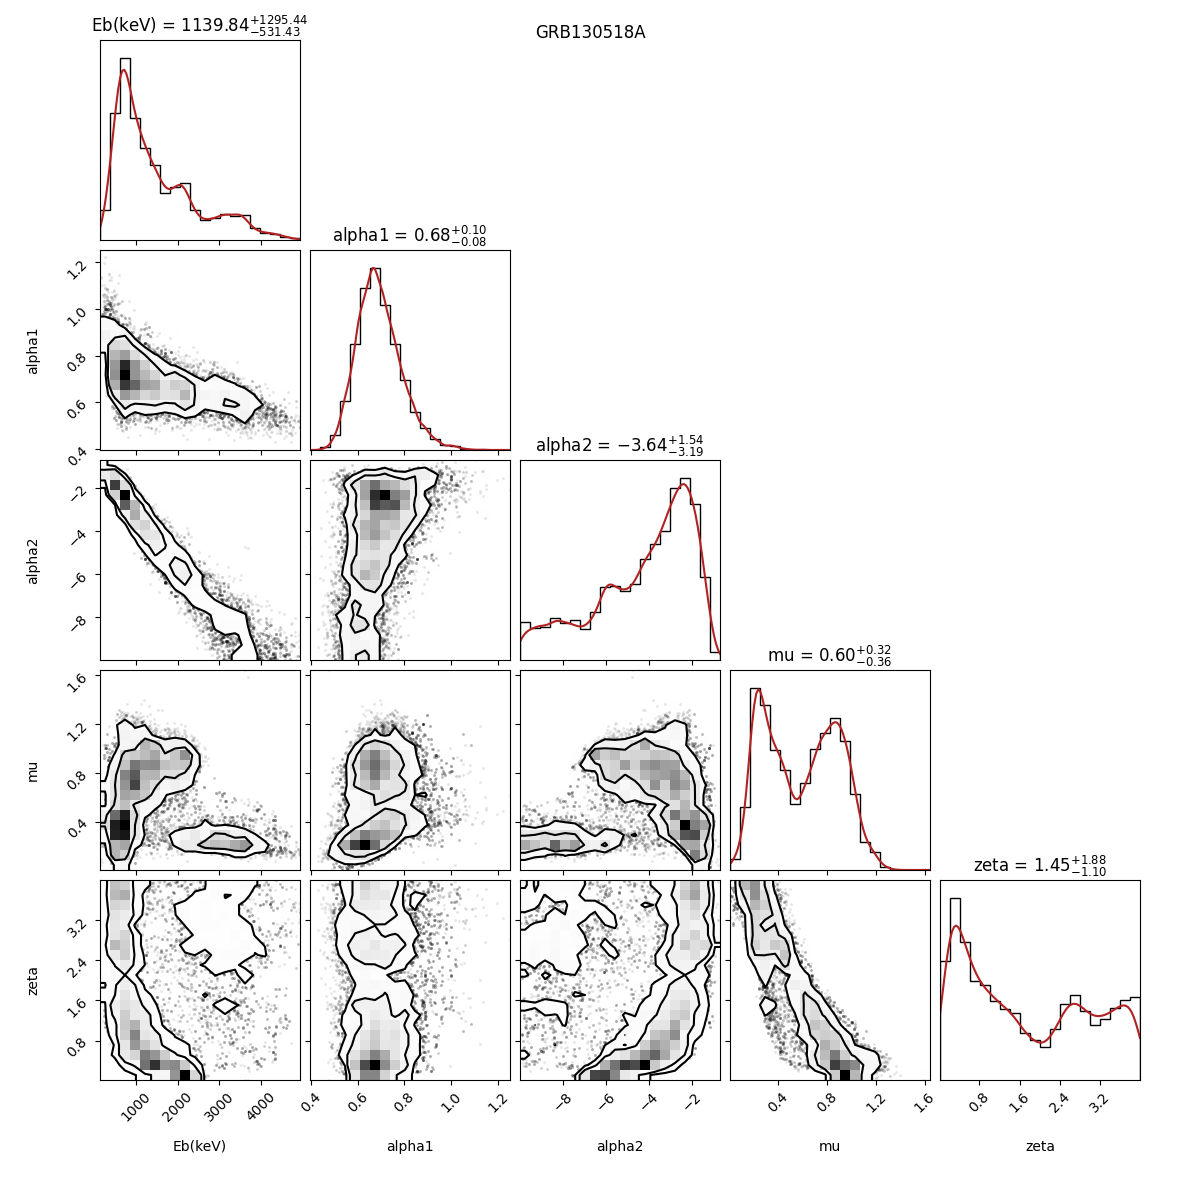 GRB130518A
Eb(keV) = 1139.84+1295.44 −531.43
alpha1 = 0.68+0.10 −0.08
1.2
1.0
0.8
0.6
0.4
alpha1
alpha2 = −3.64+1.54 −3.19
−2
−4
−6
−8
alpha2
mu = 0.60+0.32 −0.36
1.6
1.2
0.8
0.4
mu
zeta = 1.45+1.88 −1.10
3.2
2.4
1.6
0.8
zeta
1000 2000 3000 4000 0.4 0.6 0.8 1.0 1.2 −8 −6 −4 −2 0.4 0.8 1.2 1.6 0.8 1.6 2.4 3.2
Eb(keV) alpha1 alpha2 mu zeta